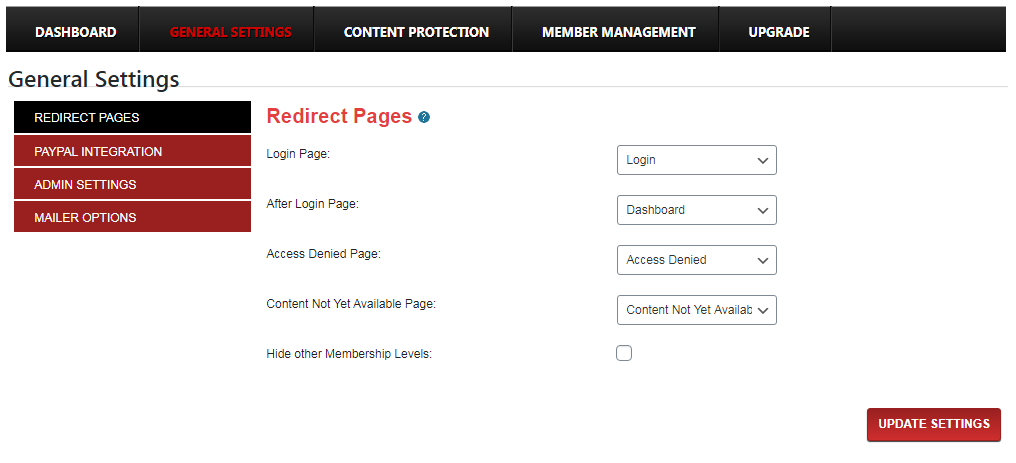 DASHBOARD GENERAL SETTINGS CONTENT PROTECTION MEMBER MANAGEMENT UPGRADE
General Settings
REDIRECT PAGES
PAYPAL INTEGRATION
ADMIN SETTINGS
MAILER OPTIONS
Redirect Pages ?
Login Page: Login
After Login Page: Dashboard
Access Denied Page: Access Denied
Content Not Yet Available Page: Content Not Yet Availab
Hide other Membership Levels:
UPDATE SETTINGS